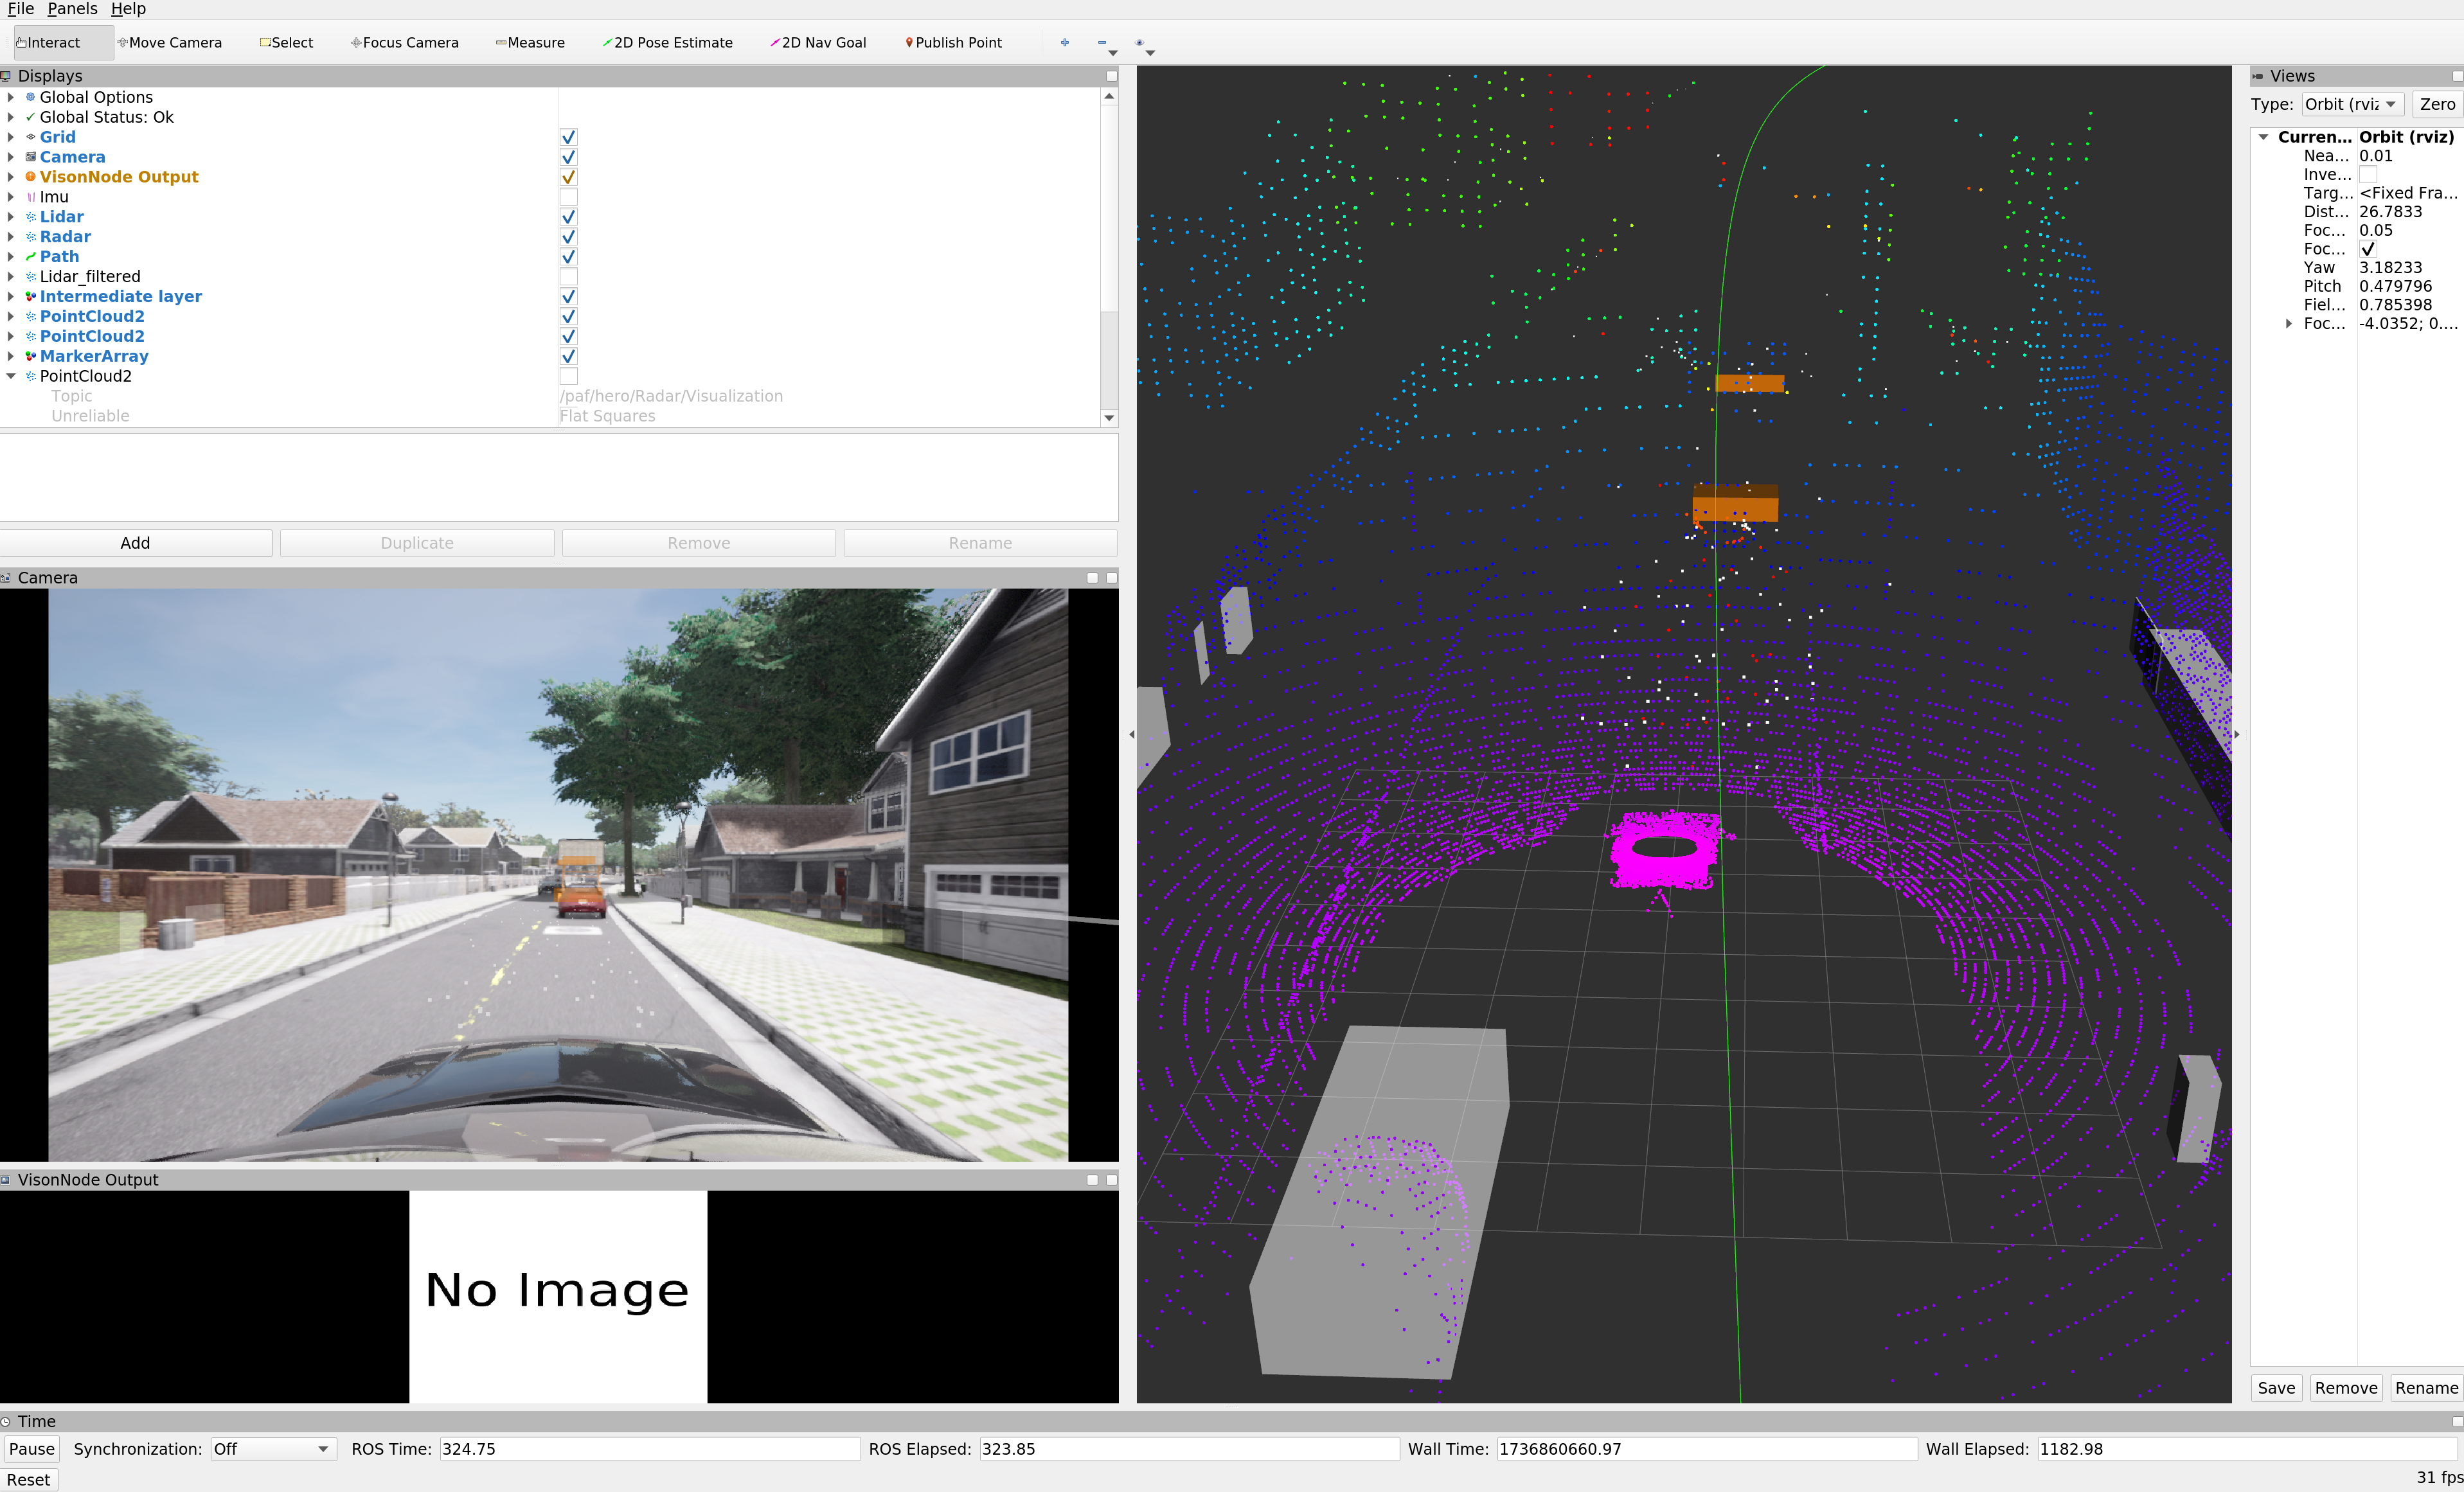 File Panels Help
Interact Move Camera Select Focus Camera Measure 2D Pose Estimate 2D Nav Goal Publish Point
Displays
Global Options
Global Status: Ok
Grid
Camera
VisonNode Output
Imu
Lidar
Radar
Path
Lidar_filtered
Intermediate layer
PointCloud2
PointCloud2
MarkerArray
PointCloud2
Topic /paf/hero/Radar/Visualization
Unreliable Flat Squares
Add Duplicate Remove Rename
Camera
VisonNode Output
No Image
Views
Type: Orbit (rviz Zero
Curren... Orbit (rviz)
Nea... 0.01
Inve...
Targ... <Fixed Fra...
Dist... 26.7833
Foc... 0.05
Foc...
Yaw 3.18233
Pitch 0.479796
Fiel... 0.785398
Foc... -4.0352; 0....
Save Remove Rename
Time
Pause Synchronization: Off ROS Time: 324.75 ROS Elapsed: 323.85 Wall Time: 1736860660.97 Wall Elapsed: 1182.98
Reset 31 fps